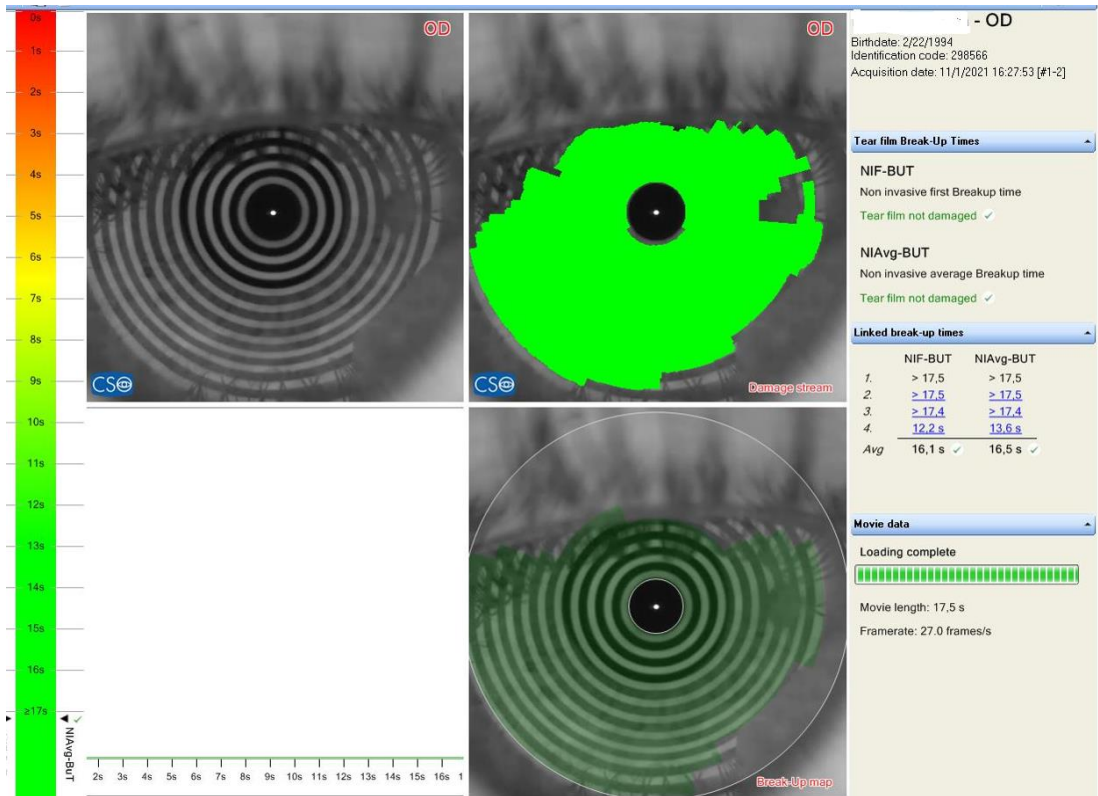 0s
1s
2s
3s
4s
5s
6s
7s
8s
9s
10s
11s
12s
13s
14s
15s
16s
≥17s
NIAvg-BuT
OD
CSO
OD
CSO
Damage stream
2s 3s 4s 5s 6s 7s 8s 9s 10s 11s 12s 13s 14s 15s 16s 1
Break-Up map
- OD
Birthdate: 2/22/1994
Identification code: 298566
Acquisition date: 11/1/2021 16:27:53 [#1-2]
Tear film Break-Up Times
NIF-BUT
Non invasive first Breakup time
Tear film not damaged
NIAvg-BUT
Non invasive average Breakup time
Tear film not damaged
Linked break-up times
NIF-BUT NIAvg-BUT
1. > 17,5 > 17,5
2. > 17,5 > 17,5
3. > 17,4 > 17,4
4. 12,2 s 13,6 s
Avg 16,1 s 16,5 s
Movie data
Loading complete
Movie length: 17,5 s
Framerate: 27.0 frames/s